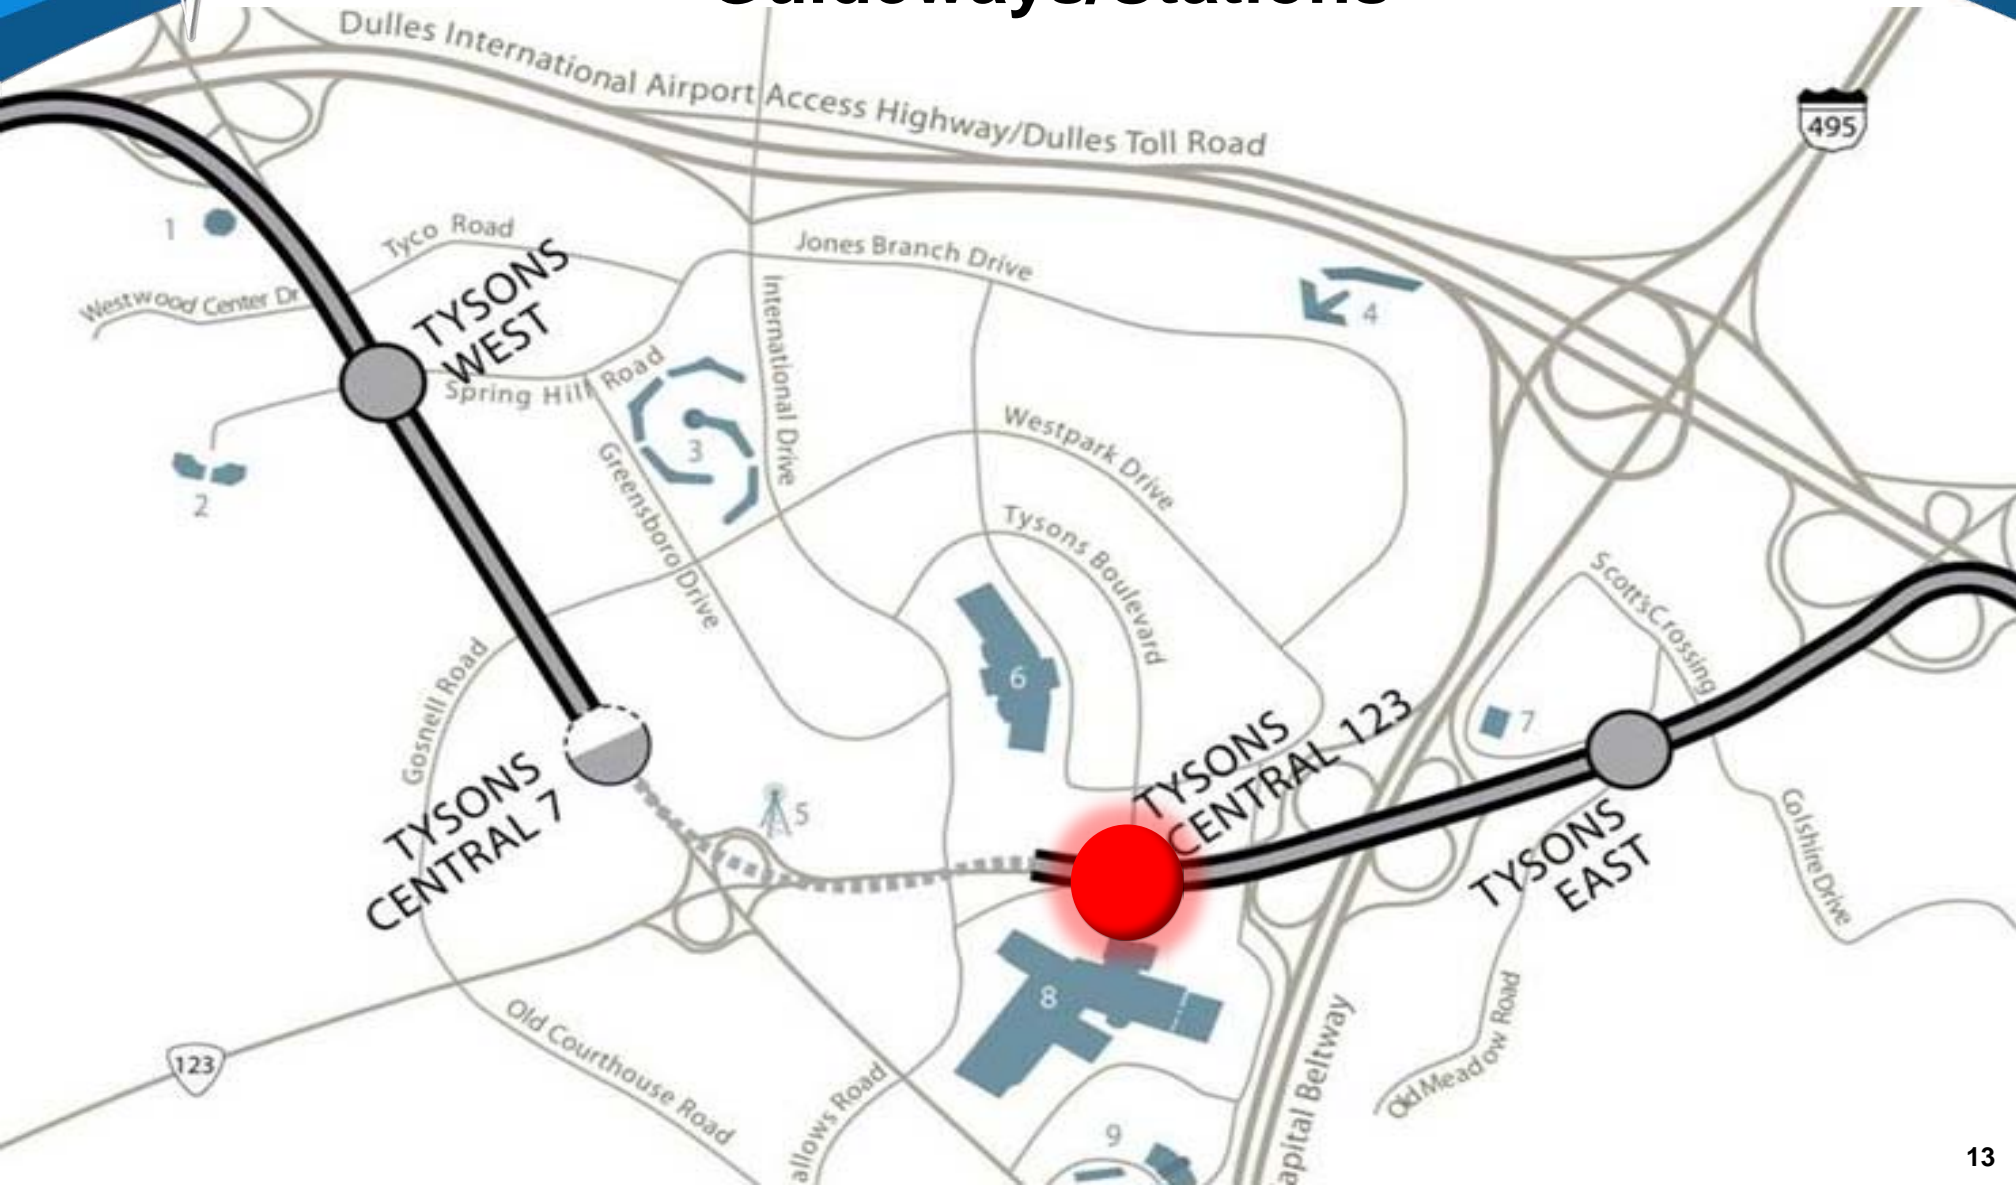 Guideways/Stations
Dulles International Airport Access Highway/Dulles Toll Road
495
1
Tyco Road
Westwood Center Dr
TYSONS
WEST
Jones Branch Drive
4
International Drive
Spring Hill Road
3
2
Greensboro Drive
Westpark Drive
Tysons Boulevard
Scott's Crossing
Gosnell Road
6
7
TYSONS
CENTRAL 123
TYSONS
CENTRAL 7
5
TYSONS
EAST
Colshire Drive
8
Old Meadow Road
123
Old Courthouse Road
allows Road
apital Beltway
9
13